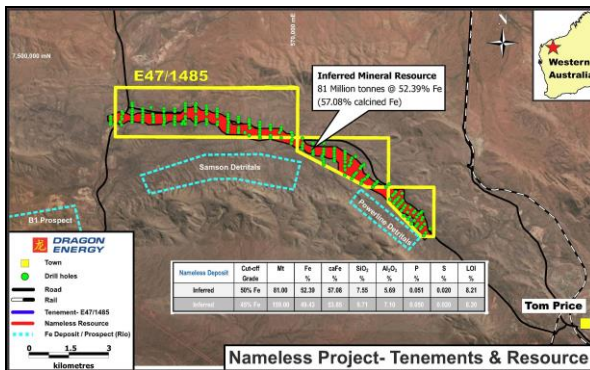 7,500,000 mN
570,000 mE
Western
Australia
E47/1485
Inferred Mineral Resource
81 Million tonnes @ 52.39% Fe
(57.08% calcined Fe)
Samson Detritals
Powerline Detritals
B1 Prospect
DRAGON
ENERGY
Town
Drill holes
Road
Rail
Tenement- E47/1485
Nameless Resource
Fe Deposit / Prospect (Rio)
0 1.5 3
kilometres
Nameless Deposit Cut-off Grade Mt Fe % caFe % SiO₂ % Al₂O₃ % P % S % LOI %
Inferred 50% Fe 81.00 52.39 57.08 7.55 5.69 0.051 0.020 8.21
Inferred
Tom Price
Nameless Project- Tenements & Resource